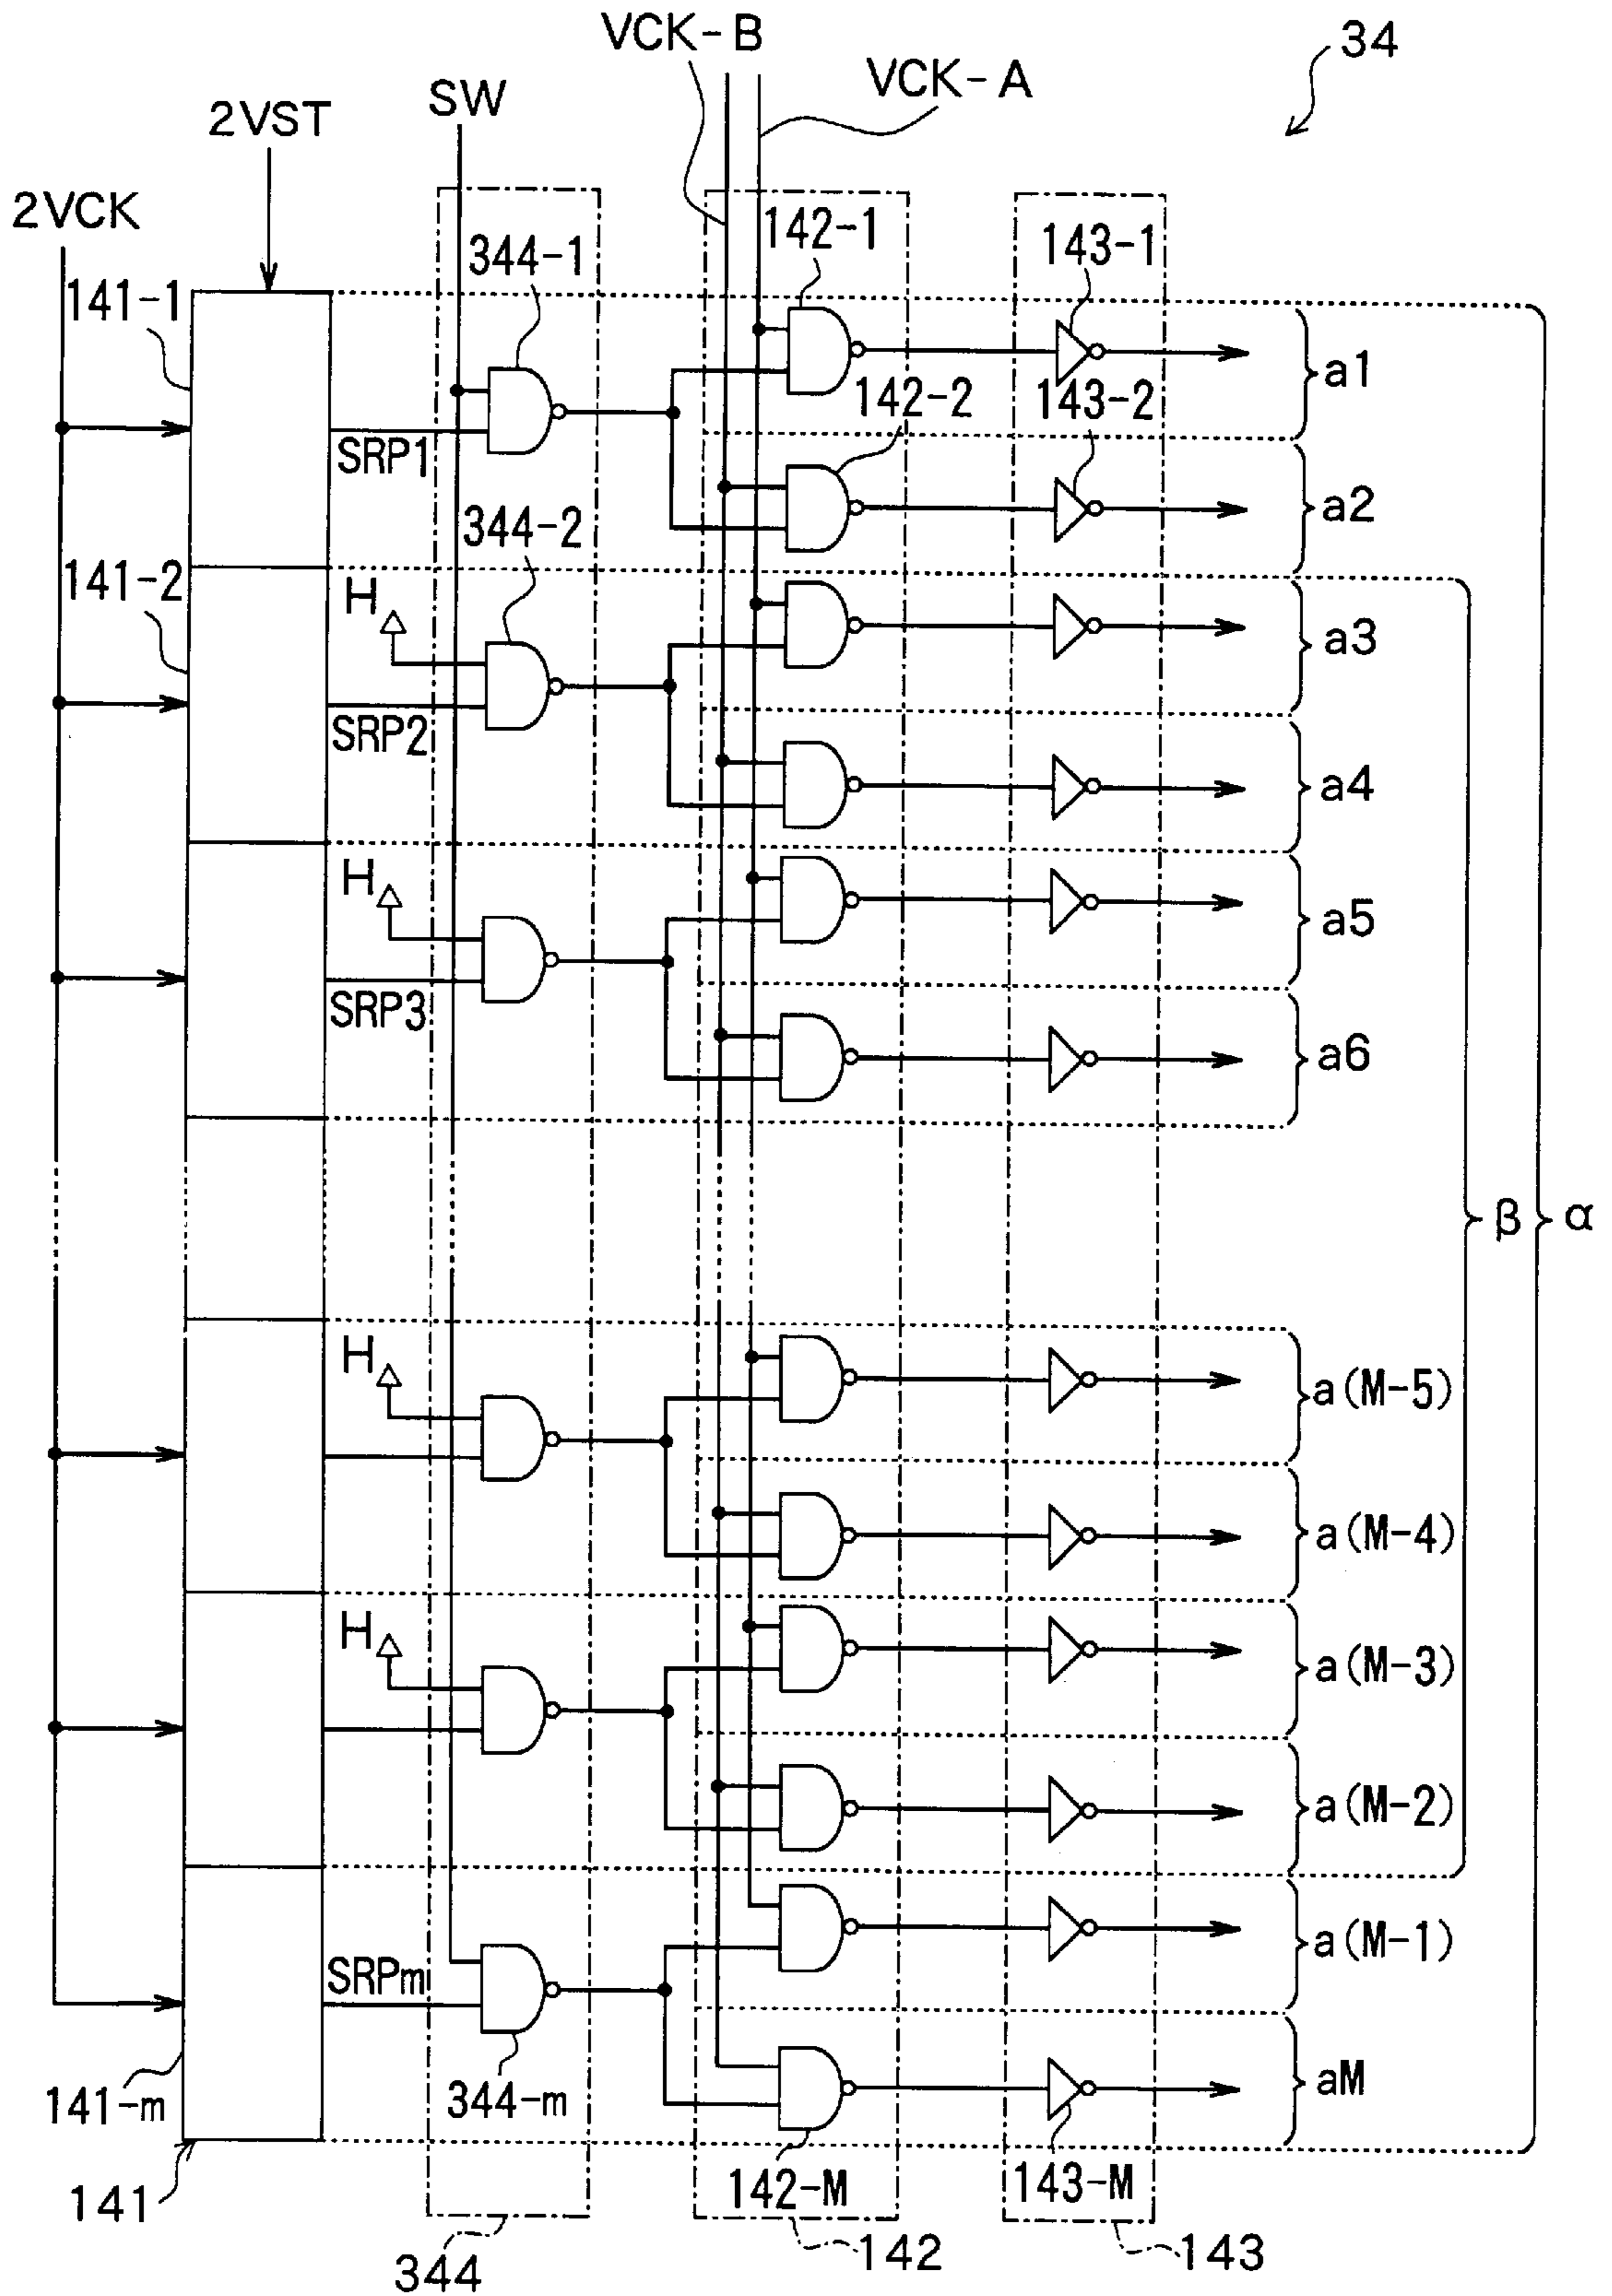 VCK-B
34
VCK-A
SW
2VST
2VCK
142-1
143-1
344-1
141-1
a1
142-2
143-2
SRP1
a2
344-2
141-2
H
a3
SRP2
a4
H
a5
SRP3
a6
β
α
H
a(M-5)
a(M-4)
H
a(M-3)
a(M-2)
a(M-1)
SRPm
aM
344-m
141-m
142-M
143-M
141
344
142
143